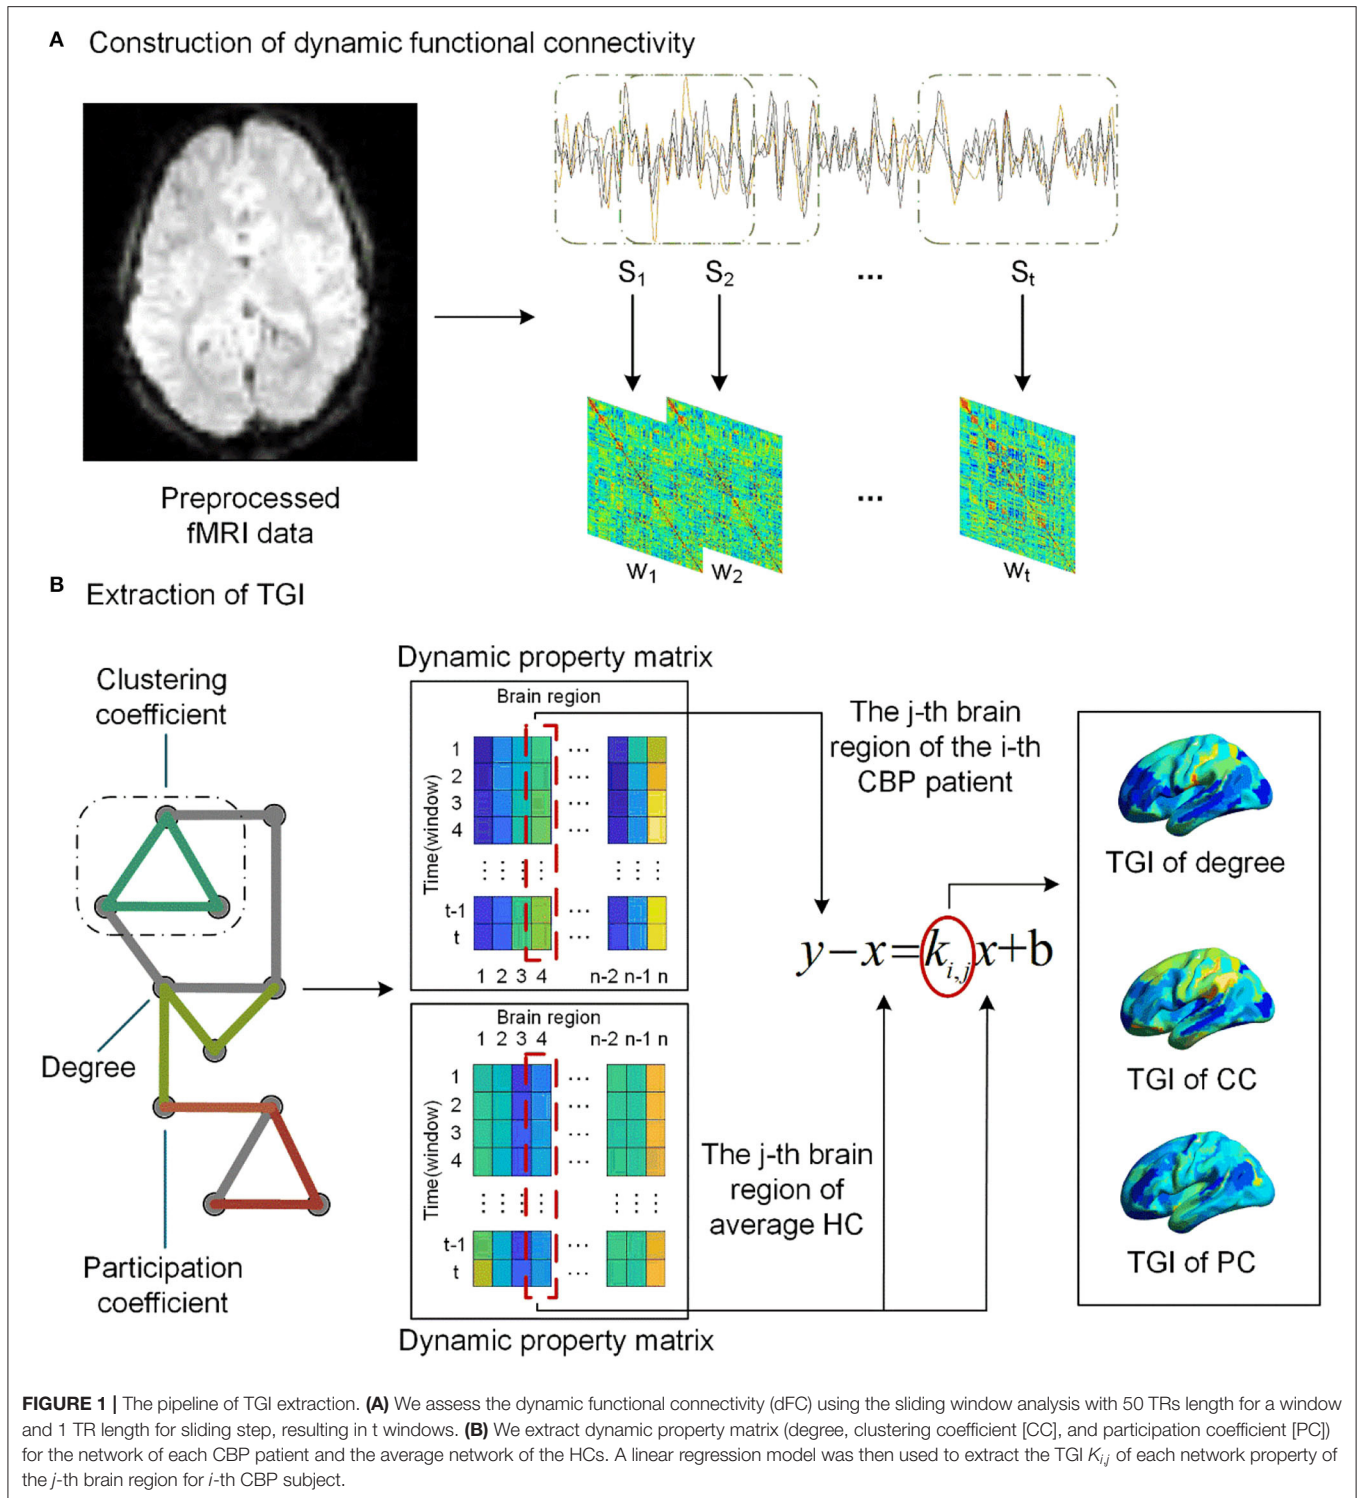 A Construction of dynamic functional connectivity
S1 S2 ... St
Preprocessed
fMRI data
...
W1 W2 Wt
B Extraction of TGI
Clustering
coefficient
Degree
Participation
coefficient
Dynamic property matrix
Brain region
Time(window)
1
2
3
4
t-1
t
1 2 3 4 n-2 n-1 n
Brain region
1 2 3 4 n-2 n-1 n
Time(window)
1
2
3
4
t-1
t
Dynamic property matrix
The j-th brain
region of the i-th
CBP patient
y−x=k_{i,j}x+b
The j-th brain
region of
average HC
TGI of degree
TGI of CC
TGI of PC
FIGURE 1 | The pipeline of TGI extraction. (A) We assess the dynamic functional connectivity (dFC) using the sliding window analysis with 50 TRs length for a window
and 1 TR length for sliding step, resulting in t windows. (B) We extract dynamic property matrix (degree, clustering coefficient [CC], and participation coefficient [PC])
for the network of each CBP patient and the average network of the HCs. A linear regression model was then used to extract the TGI K_{i,j} of each network property of
the j-th brain region for i-th CBP subject.